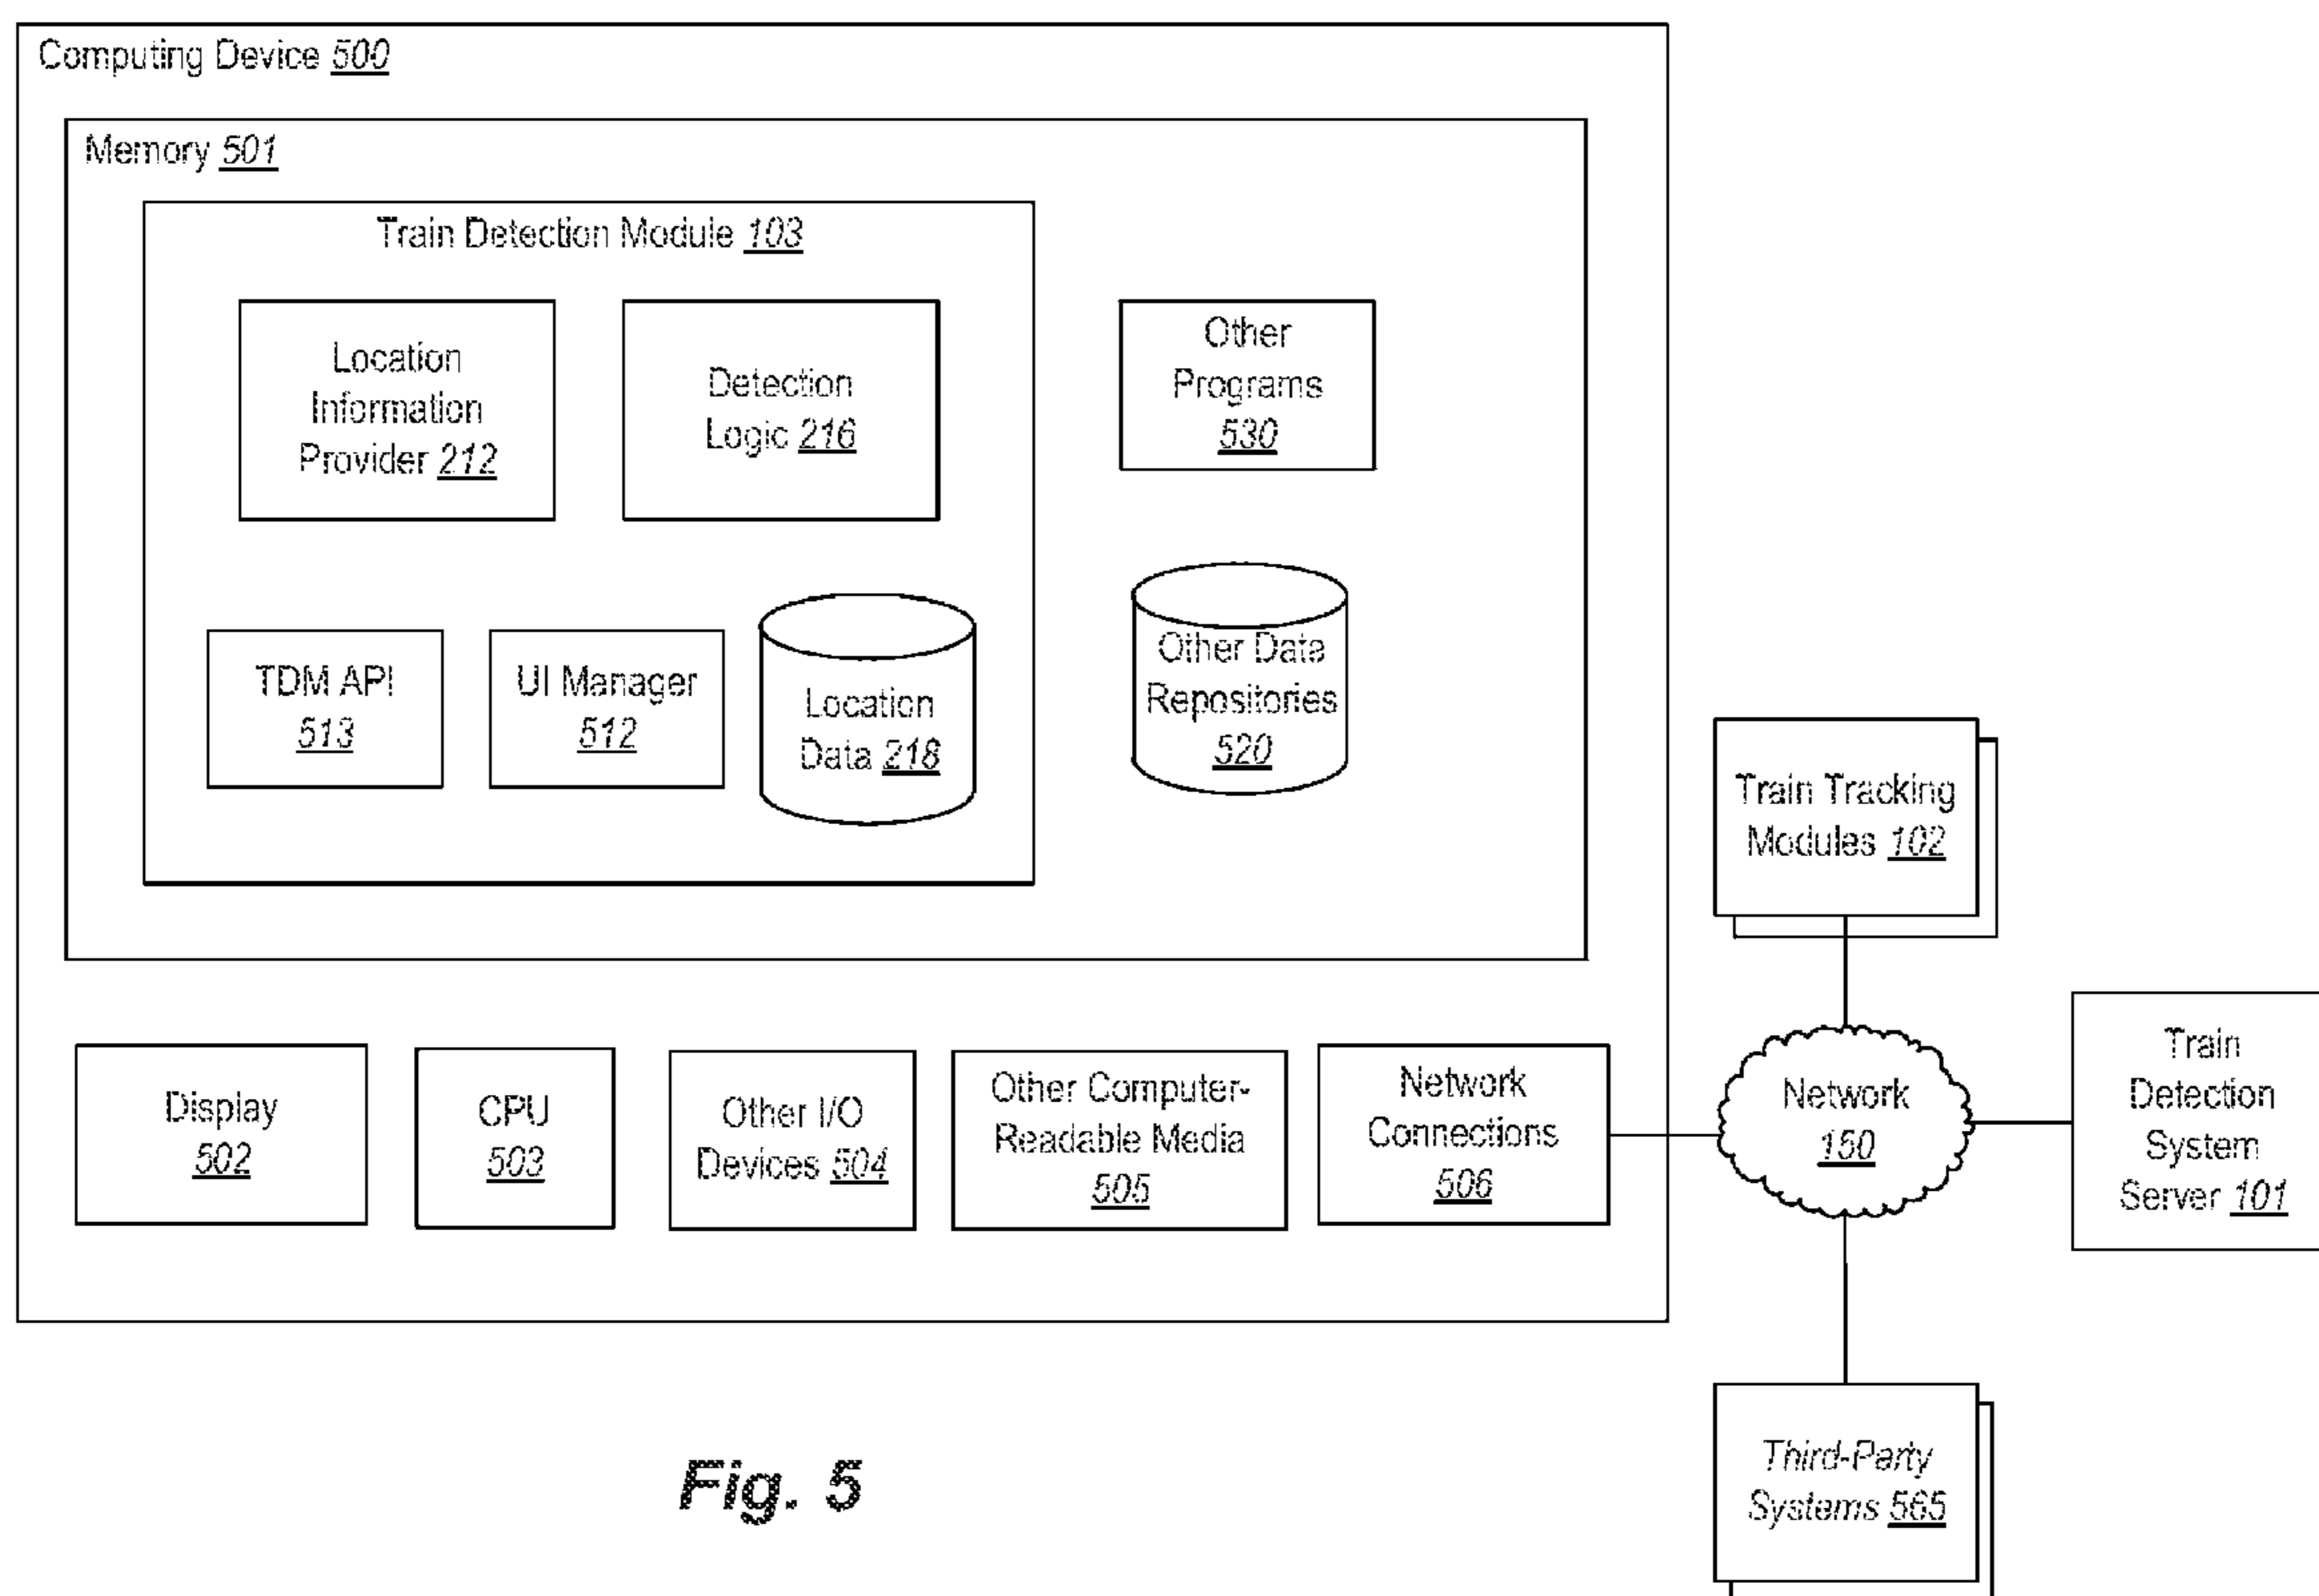 Computing Device 500
Memory 501
Train Detection Module 103
Location
Information
Provider 212
Detection
Logic 216
Other
Programs
530
TDM API
513
UI Manager
512
Location
Data 218
Other Data
Repositories
520
Display
502
CPU
503
Other I/O
Devices 504
Other Computer-
Readable Media
505
Network
Connections
506
Train Tracking
Modules 102
Network
150
Train
Detection
System
Server 101
Third-Party
Systems 565
Fig. 5